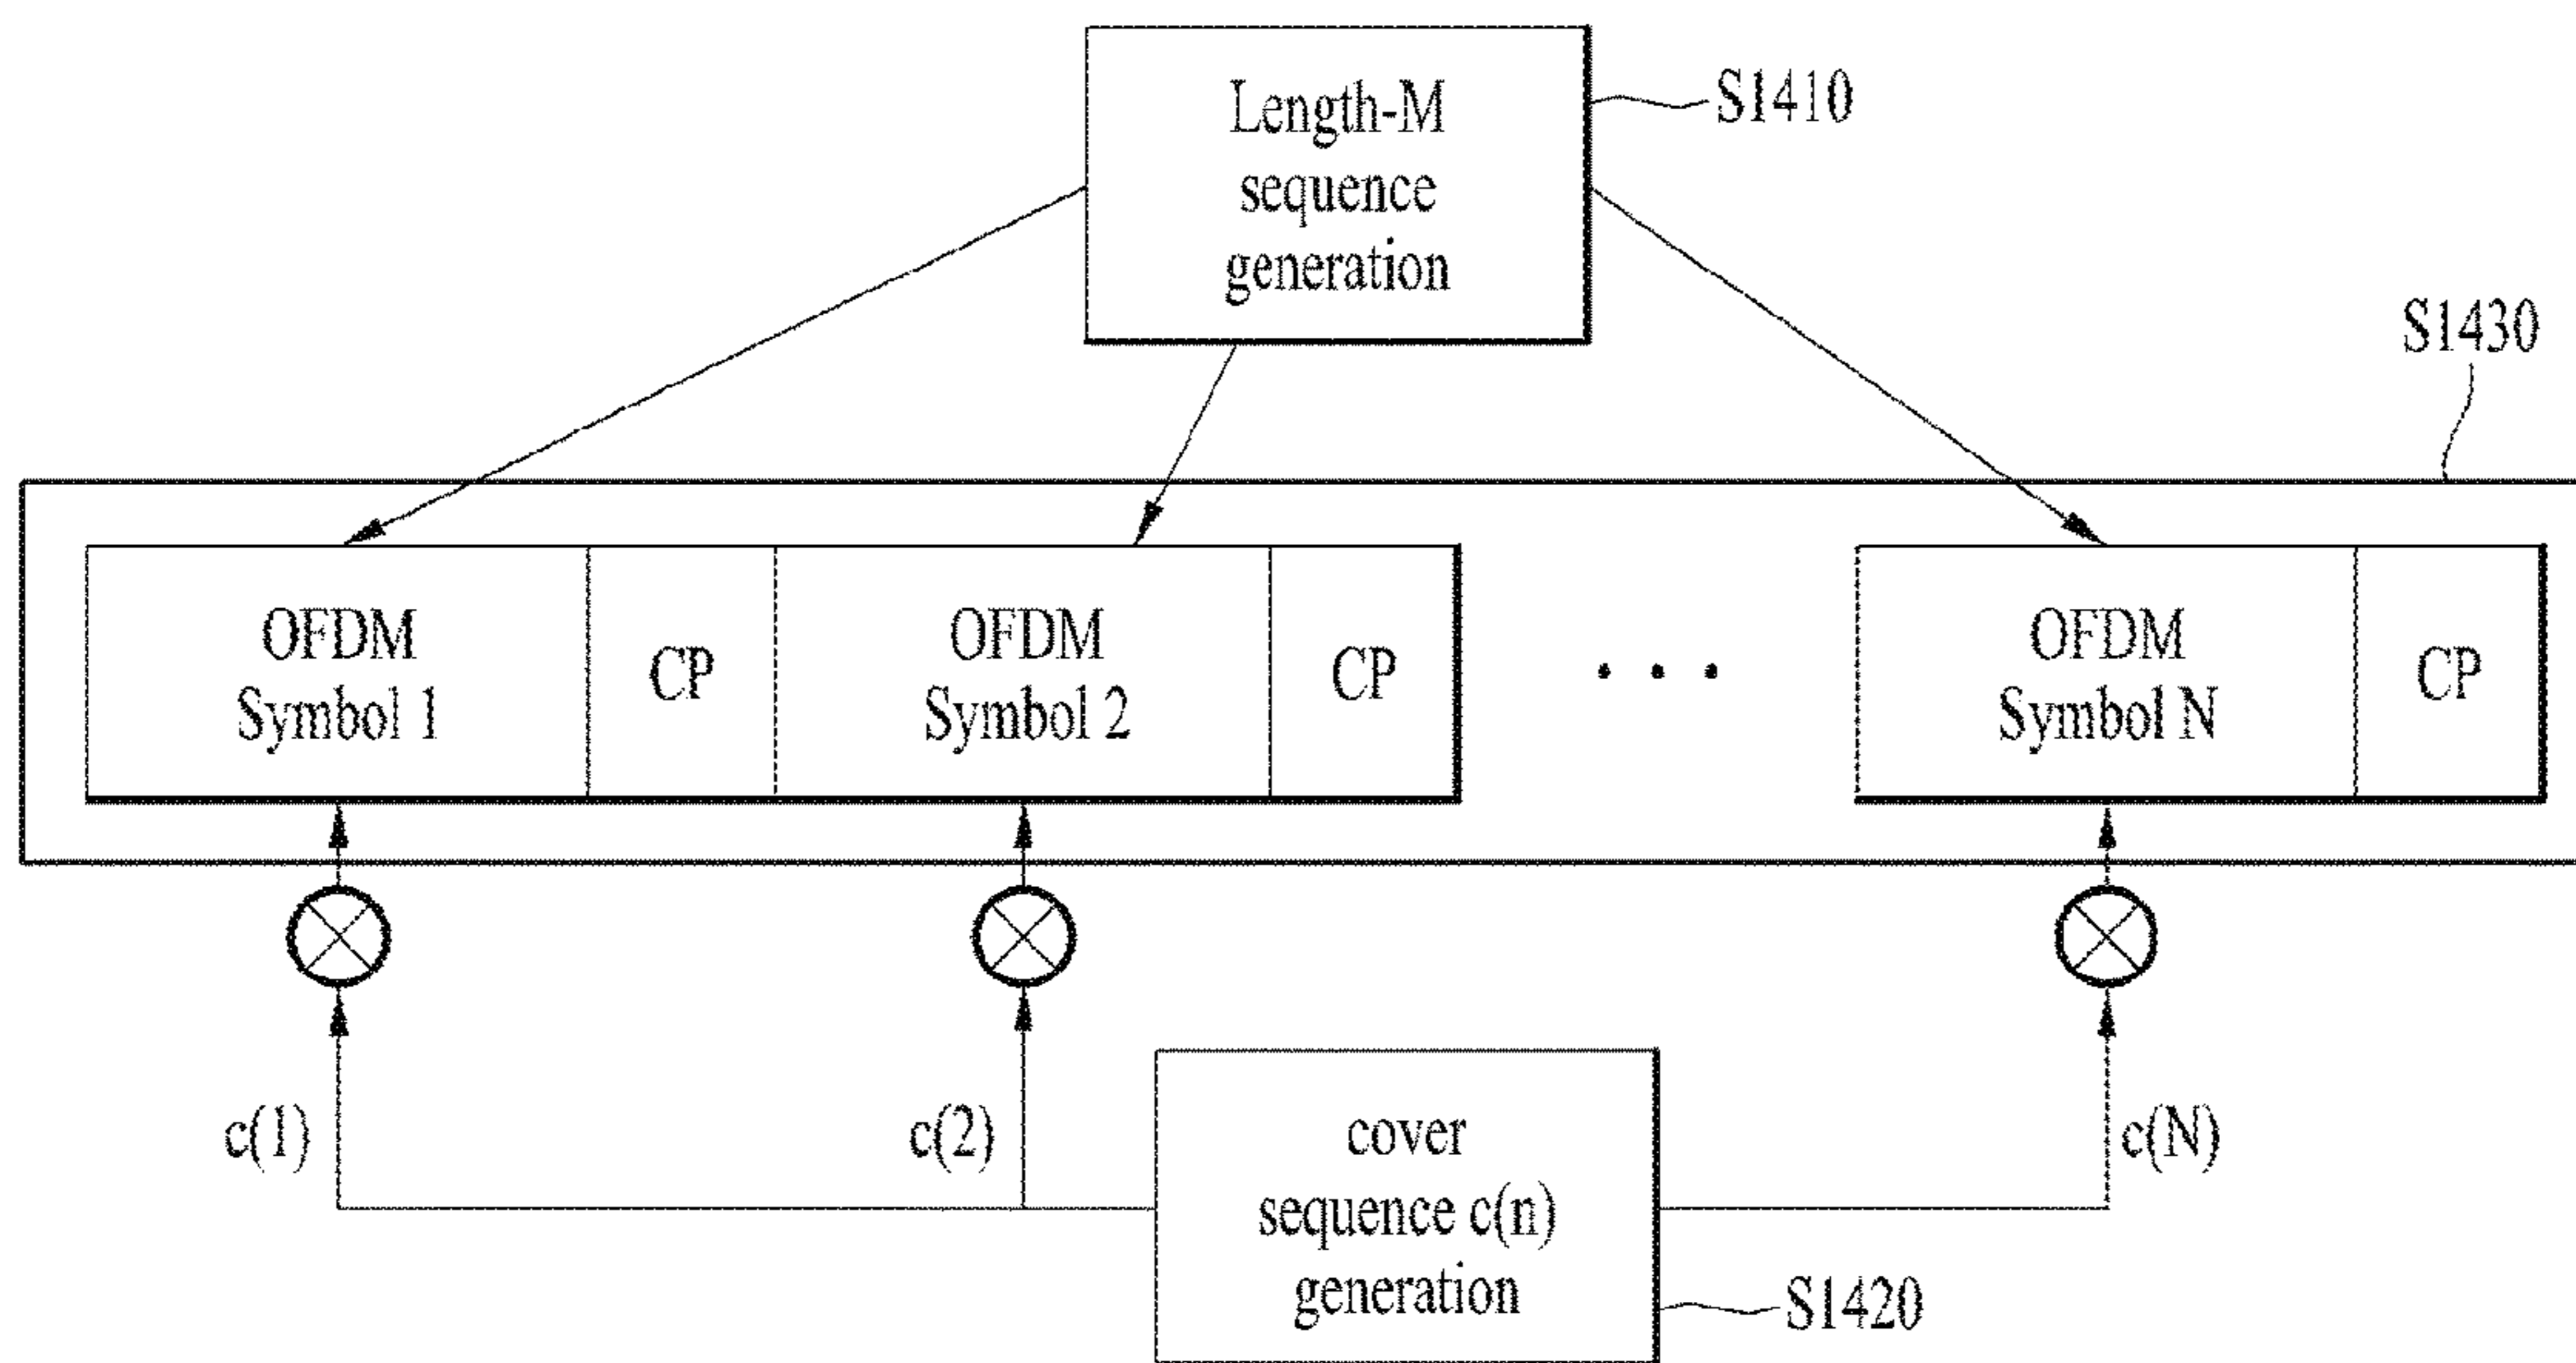 Length-M
sequence
generation
S1410
S1430
OFDM
Symbol 1
CP
OFDM
Symbol 2
CP
. . .
OFDM
Symbol N
CP
c(1)
c(2)
c(N)
cover
sequence c(n)
generation
S1420